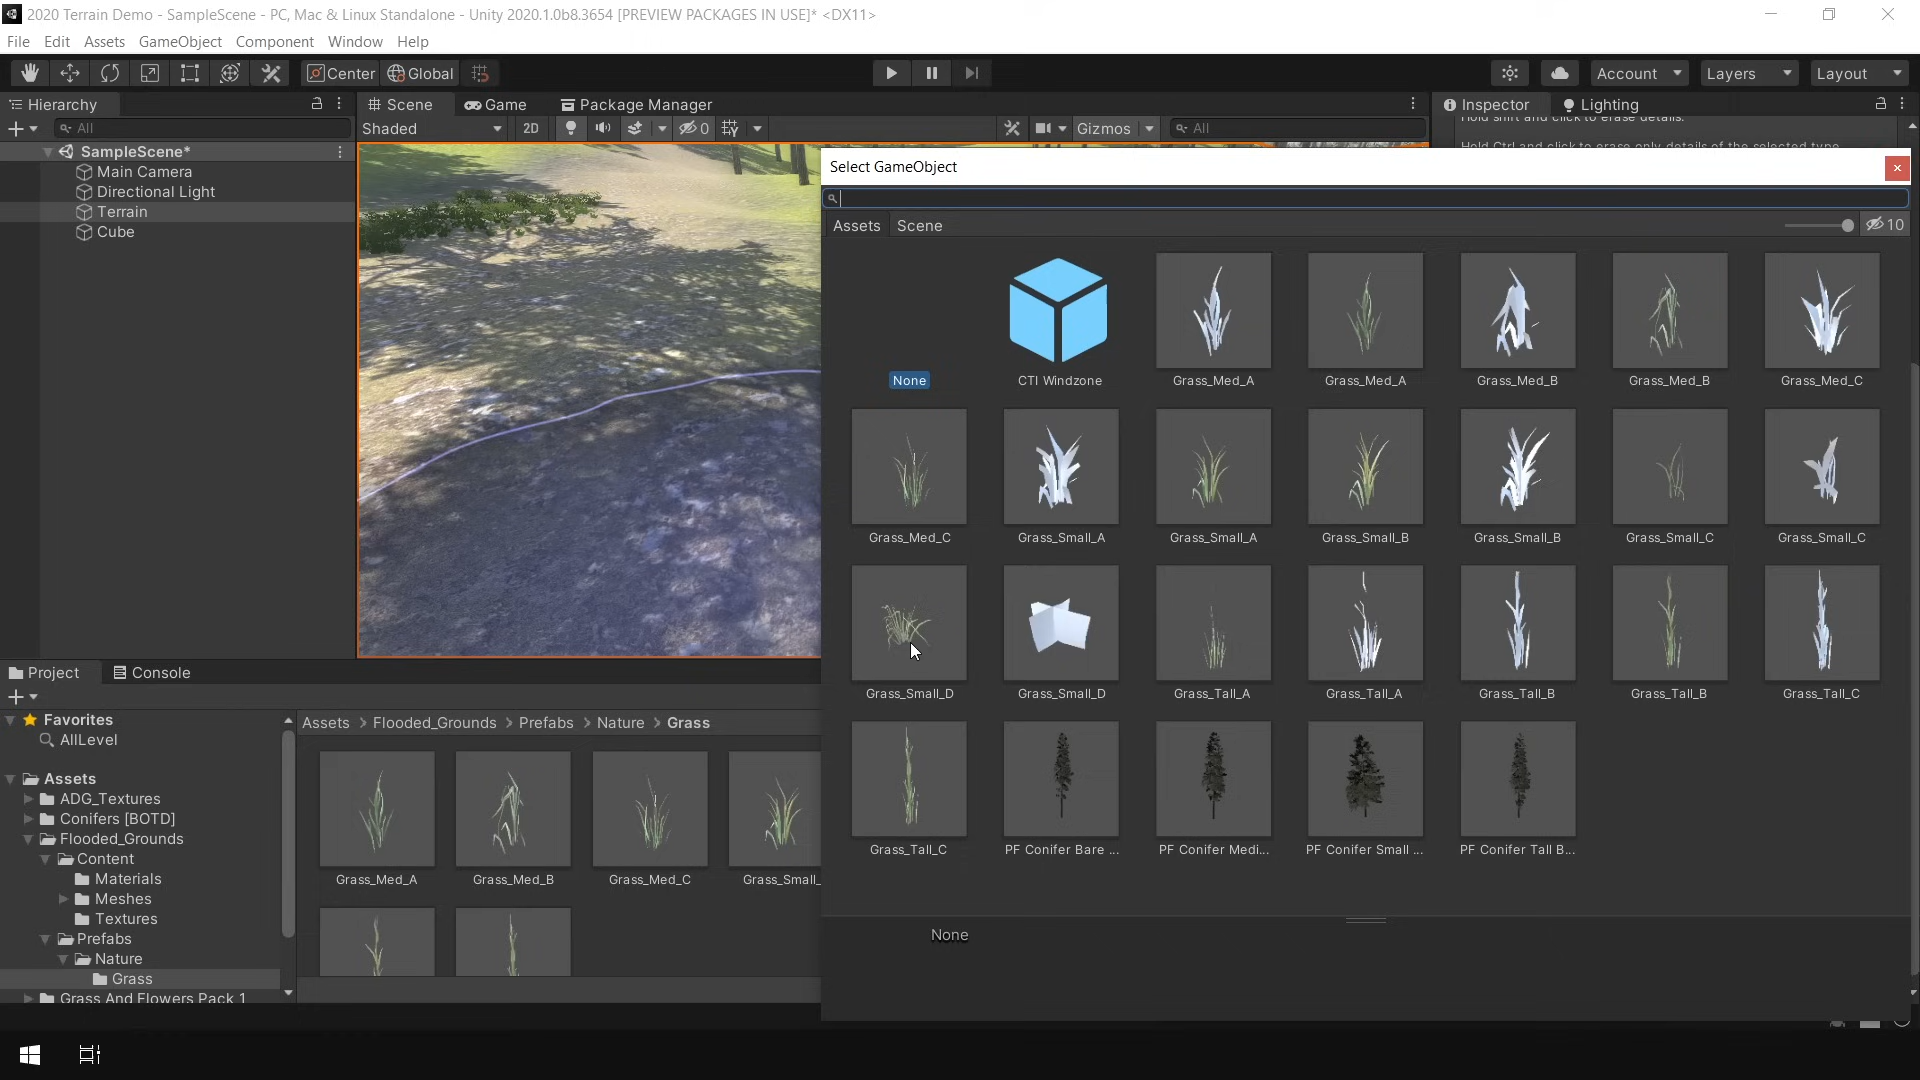 2020 Terrain Demo - SampleScene - PC, Mac & Linux Standalone - Unity 2020.1.0b8.3654 [PREVIEW PACKAGES IN USE]* <DX11>
File Edit Assets GameObject Component Window Help
Center Global Account Layers Layout
Hierarchy Scene Game Package Manager Inspector Lighting
All Shaded 2D 0 Gizmos All
Hold shift and click to erase details.
Hold Ctrl and click to erase only details of the selected type
SampleScene*
Main Camera
Directional Light
Terrain
Cube
Select GameObject
Assets Scene 10
None CTI Windzone Grass_Med_A Grass_Med_A Grass_Med_B Grass_Med_B Grass_Med_C
Grass_Med_C Grass_Small_A Grass_Small_A Grass_Small_B Grass_Small_B Grass_Small_C Grass_Small_C
Grass_Small_D Grass_Small_D Grass_Tall_A Grass_Tall_A Grass_Tall_B Grass_Tall_B Grass_Tall_C
Grass_Tall_C PF Conifer Bare ... PF Conifer Medi... PF Conifer Small ... PF Conifer Tall B...
None
Project Console
Favorites
AllLevel
Assets
ADG_Textures
Conifers [BOTD]
Flooded_Grounds
Content
Materials
Meshes
Textures
Prefabs
Nature
Grass
Grass And Flowers Pack 1
Assets > Flooded_Grounds > Prefabs > Nature > Grass
Grass_Med_A Grass_Med_B Grass_Med_C Grass_Small_